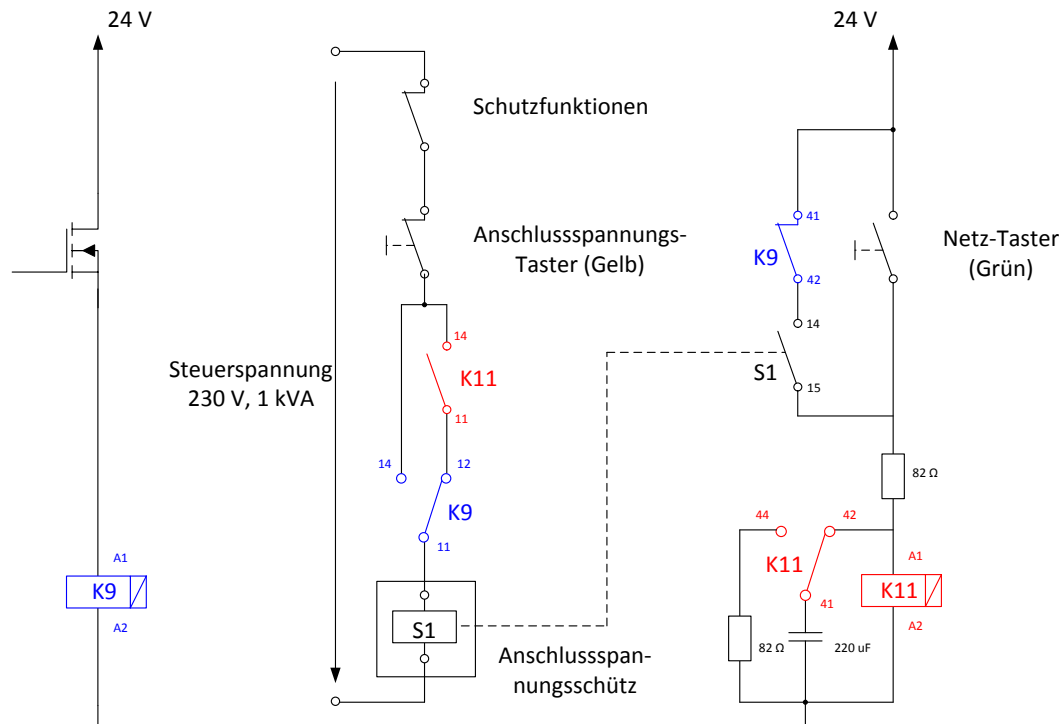 24 V
K9
A1
A2
Steuerspannung
230 V, 1 kVA
Schutzfunktionen
Anschlussspannungs-
Taster (Gelb)
14
K11
11
14
12
K9
11
S1
Anschlussspan-
nungsschütz
24 V
41
K9
42
14
S1
15
Netz-Taster
(Grün)
82 Ω
44
42
K11
41
A1
K11
A2
82 Ω
220 uF